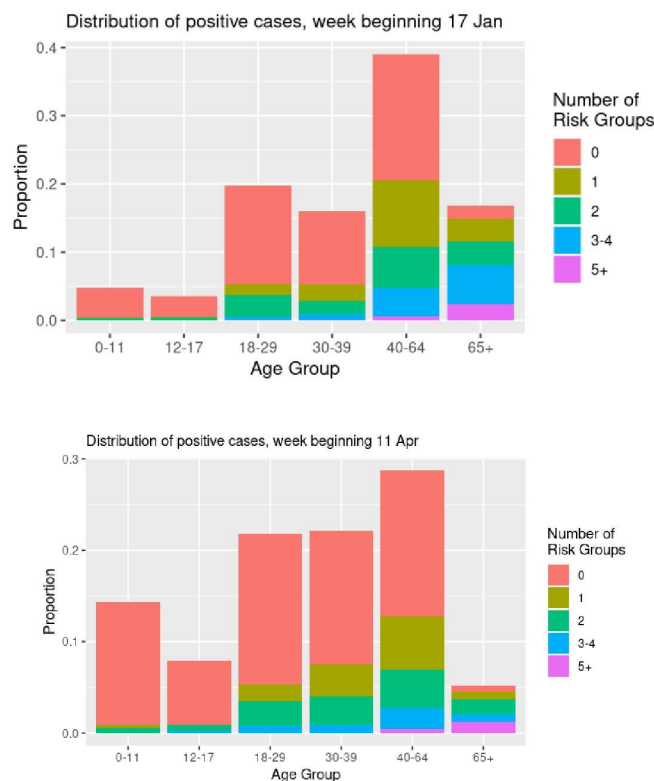 Distribution of positive cases, week beginning 17 Jan
Proportion
0.4
0.3
0.2
0.1
0.0
0-11 12-17 18-29 30-39 40-64 65+
Age Group
Number of
Risk Groups
0
1
2
3-4
5+
Distribution of positive cases, week beginning 11 Apr
Proportion
0.3
0.2
0.1
0.0
0-11 12-17 18-29 30-39 40-64 65+
Age Group
Number of
Risk Groups
0
1
2
3-4
5+